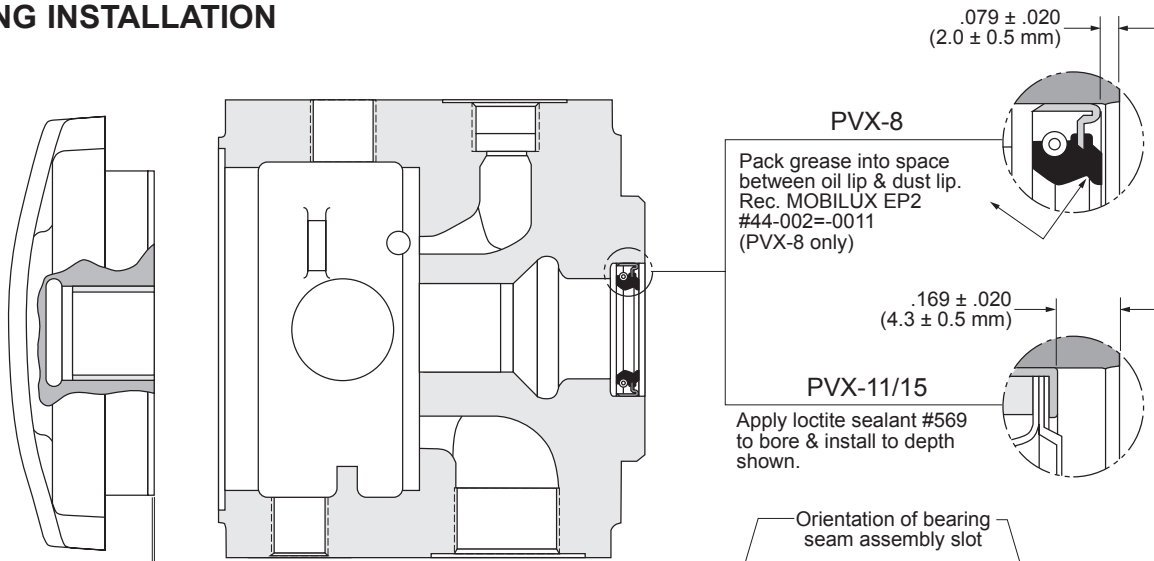 NG INSTALLATION
.079 ± .020
(2.0 ± 0.5 mm)
PVX-8
Pack grease into space
between oil lip & dust lip.
Rec. MOBILUX EP2
#44-002=-0011
(PVX-8 only)
.169 ± .020
(4.3 ± 0.5 mm)
PVX-11/15
Apply loctite sealant #569
to bore & install to depth
shown.
Orientation of bearing
seam assembly slot